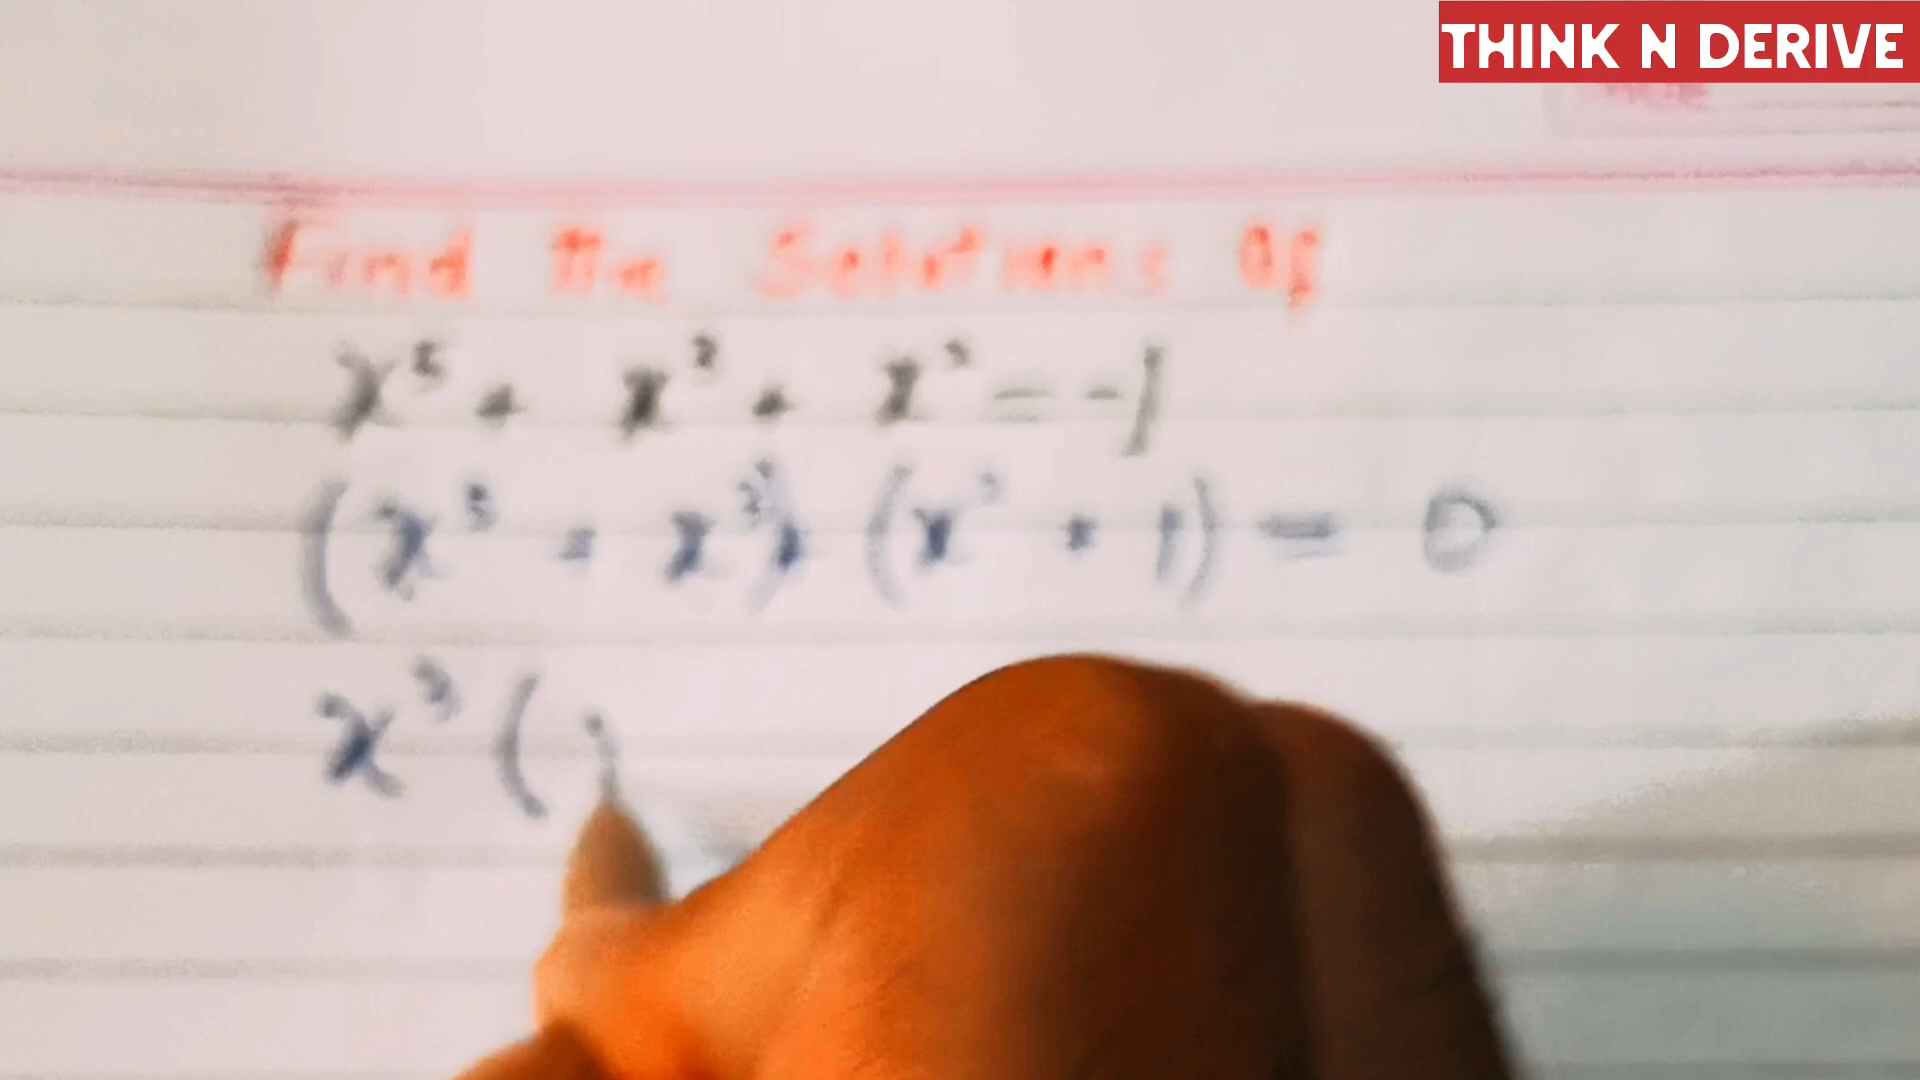 THINK N DERIVE
Find the Solutions Of
x⁵ + x³ + x² = -1
(x⁵ + x³) + (x² + 1) = 0
x³(